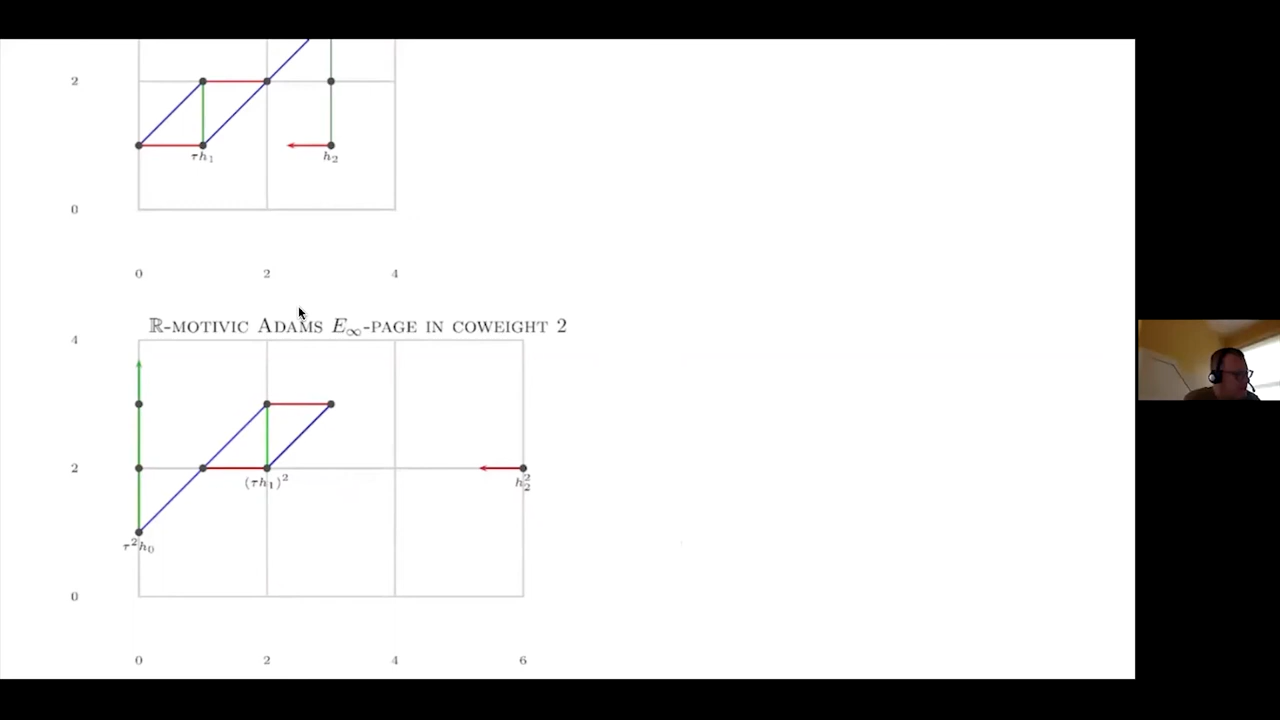 2
τh₁
h₂
0
0 2 4
ℝ-MOTIVIC ADAMS E∞-PAGE IN COWEIGHT 2
4
2
(τh₁)²
h₂²
τ²h₀
0
0 2 4 6